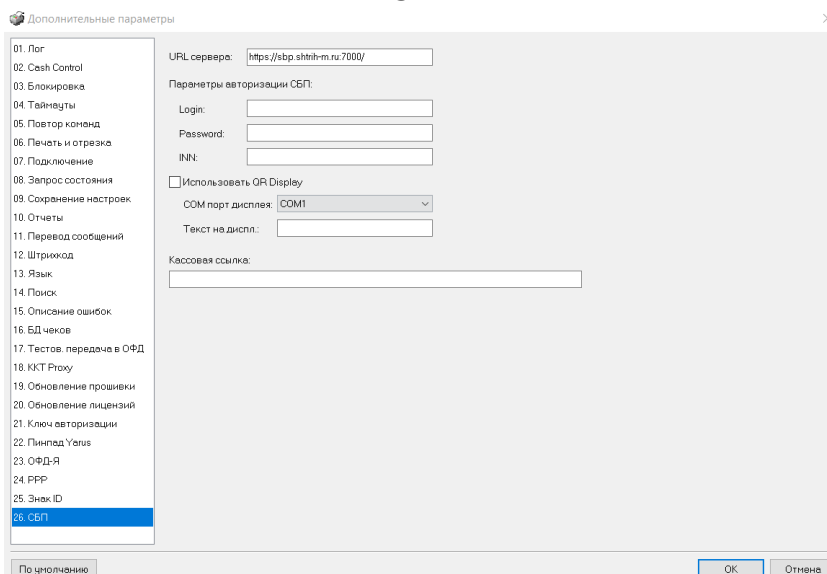 Дополнительные параметры
01. Лог
02. Cash Control
03. Блокировка
04. Таймауты
05. Повтор команд
06. Печать и отрезка
07. Подключение
08. Запрос состояния
09. Сохранение настроек
10. Отчеты
11. Перевод сообщений
12. Штрихкод
13. Язык
14. Поиск
15. Описание ошибок
16. БД чеков
17. Тестов. передача в ОФД
18. ККТ Proxy
19. Обновление прошивки
20. Обновление лицензий
21. Ключ авторизации
22. Пинпад Yarus
23. ОФД-Я
24. PPP
25. Знак ID
26. СБП
URL сервера: https://sbp.shtrih-m.ru:7000/
Параметры авторизации СБП:
Login:
Password:
INN:
Использовать QR Display
COM порт дисплея: COM1
Текст на диспл.:
Кассовая ссылка:
По умолчанию
OK
Отмена